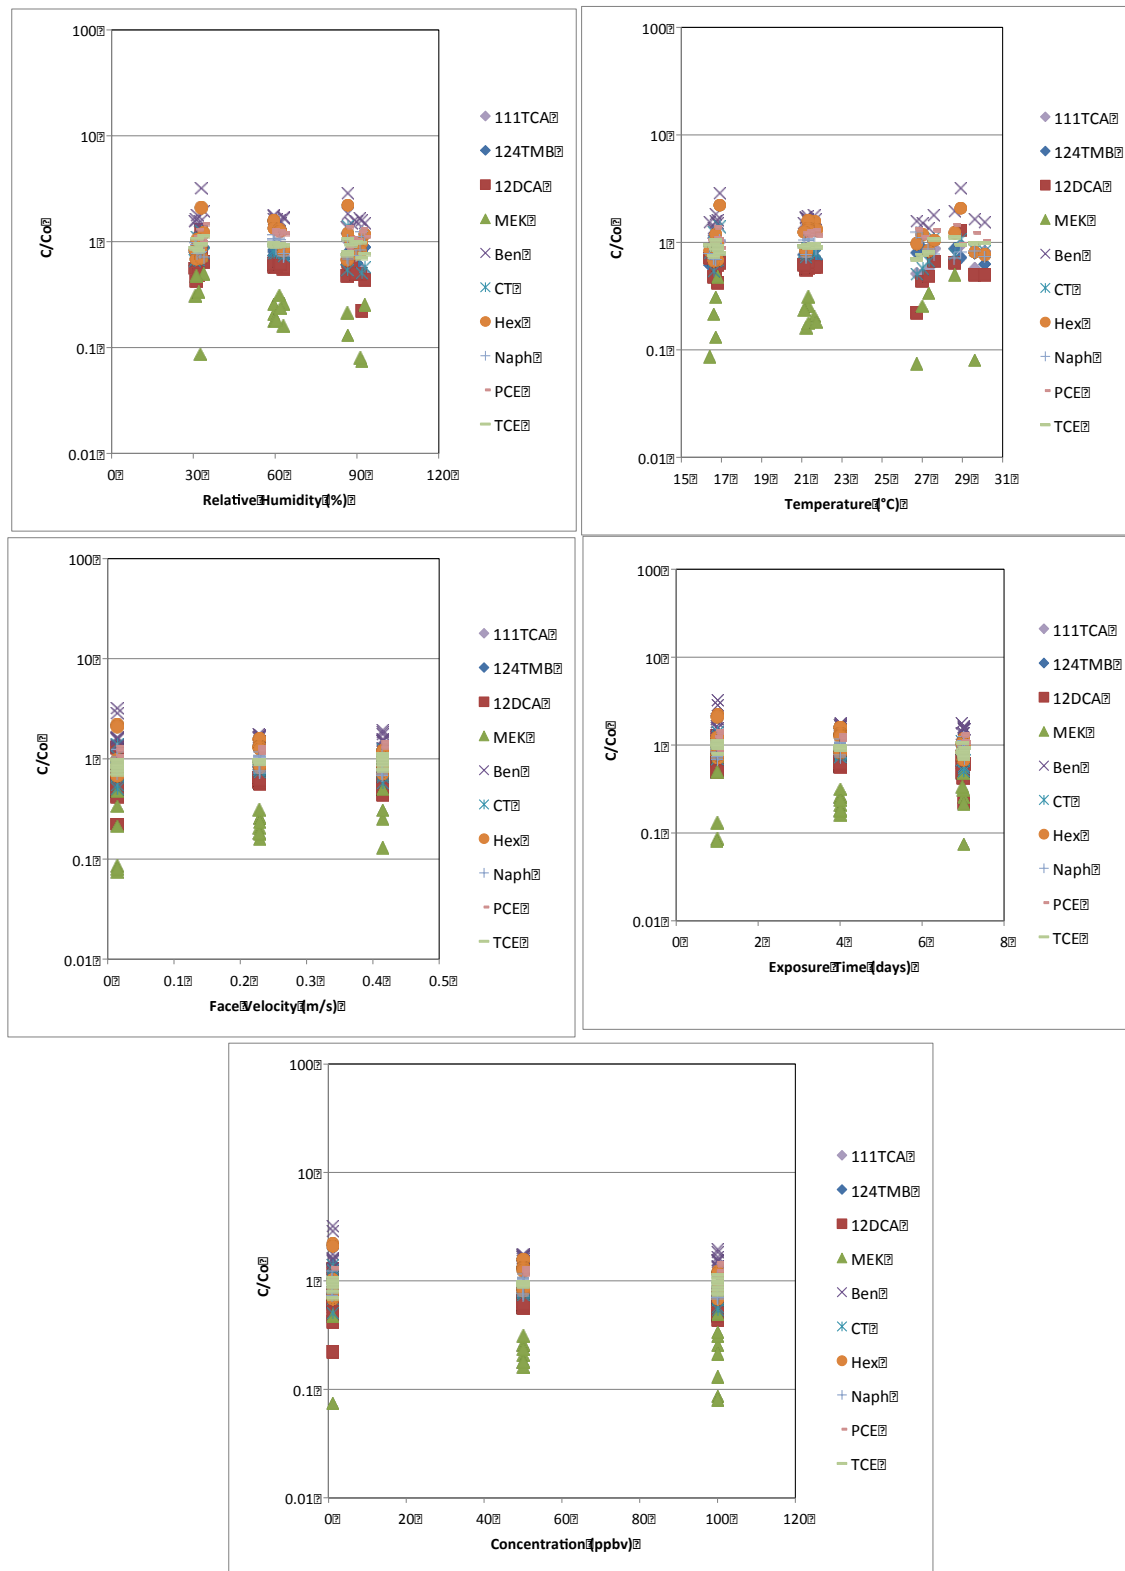 100
10
1
0.1
0.01
C/Co
0 30 60 90 120
Relative Humidity (%)
111TCA
124TMB
12DCA
MEK
Ben
CT
Hex
Naph
PCE
TCE
100
10
1
0.1
0.01
C/Co
15 17 19 21 23 25 27 29 31
Temperature (°C)
111TCA
124TMB
12DCA
MEK
Ben
CT
Hex
Naph
PCE
TCE
100
10
1
0.1
0.01
C/Co
0 0.1 0.2 0.3 0.4 0.5
Face Velocity (m/s)
111TCA
124TMB
12DCA
MEK
Ben
CT
Hex
Naph
PCE
TCE
100
10
1
0.1
0.01
C/Co
0 2 4 6 8
Exposure Time (days)
111TCA
124TMB
12DCA
MEK
Ben
CT
Hex
Naph
PCE
TCE
100
10
1
0.1
0.01
C/Co
0 20 40 60 80 100 120
Concentration (ppbv)
111TCA
124TMB
12DCA
MEK
Ben
CT
Hex
Naph
PCE
TCE